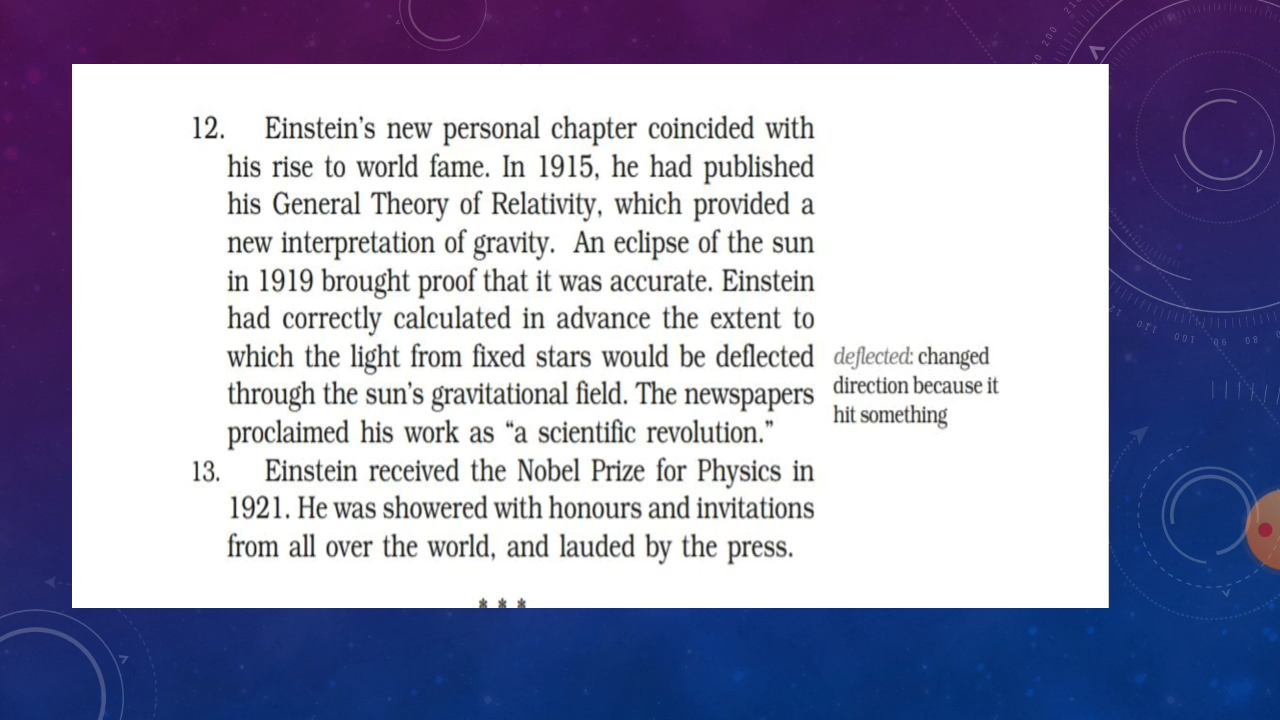 12. Einstein's new personal chapter coincided with
his rise to world fame. In 1915, he had published
his General Theory of Relativity, which provided a
new interpretation of gravity. An eclipse of the sun
in 1919 brought proof that it was accurate. Einstein
had correctly calculated in advance the extent to
which the light from fixed stars would be deflected
through the sun's gravitational field. The newspapers
proclaimed his work as “a scientific revolution.”
deflected: changed
direction because it
hit something
13. Einstein received the Nobel Prize for Physics in
1921. He was showered with honours and invitations
from all over the world, and lauded by the press.
* * *